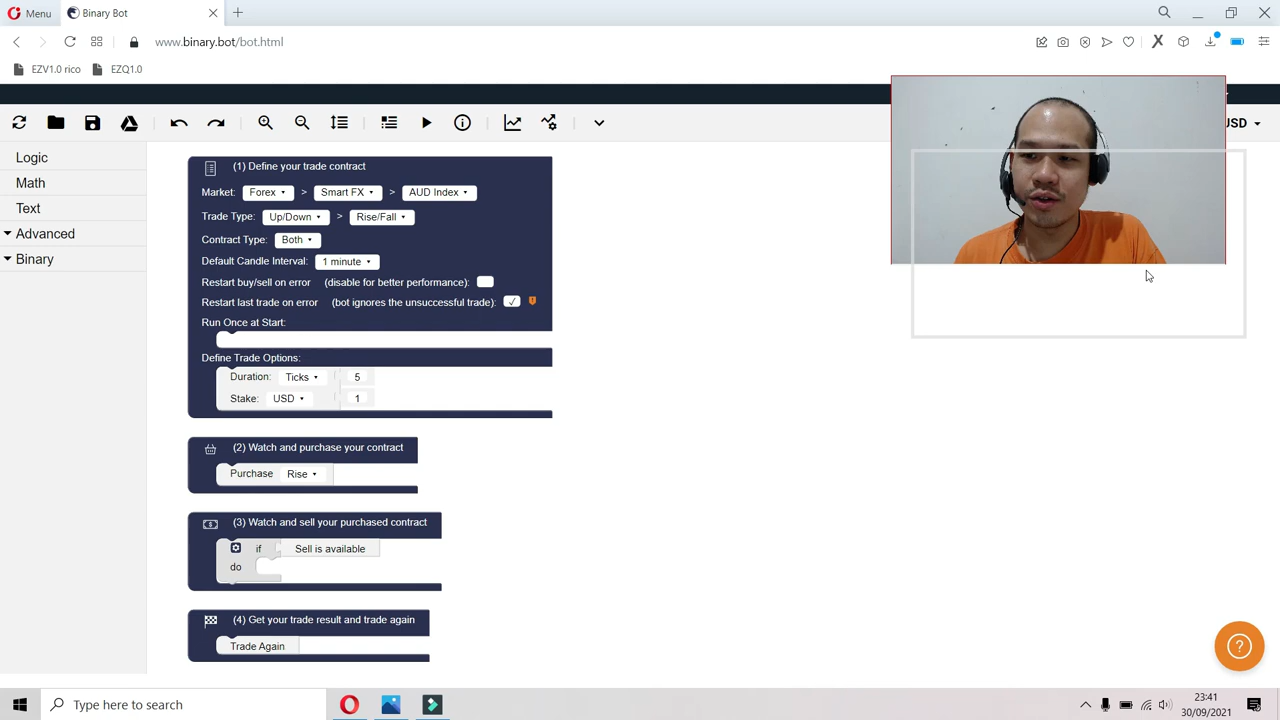 Menu
Binary Bot
www.binary.bot/bot.html
EZV1.0 rico
EZQ1.0
Logic
Math
Text
Advanced
Binary
(1) Define your trade contract
Market: Forex > Smart FX > AUD Index
Trade Type: Up/Down > Rise/Fall
Contract Type: Both
Default Candle Interval: 1 minute
Restart buy/sell on error (disable for better performance):
Restart last trade on error (bot ignores the unsuccessful trade): ✓
Run Once at Start:
Define Trade Options:
Duration: Ticks 5
Stake: USD 1
(2) Watch and purchase your contract
Purchase Rise
(3) Watch and sell your purchased contract
if Sell is available
do
(4) Get your trade result and trade again
Trade Again
Type here to search
23:41
30/09/2021